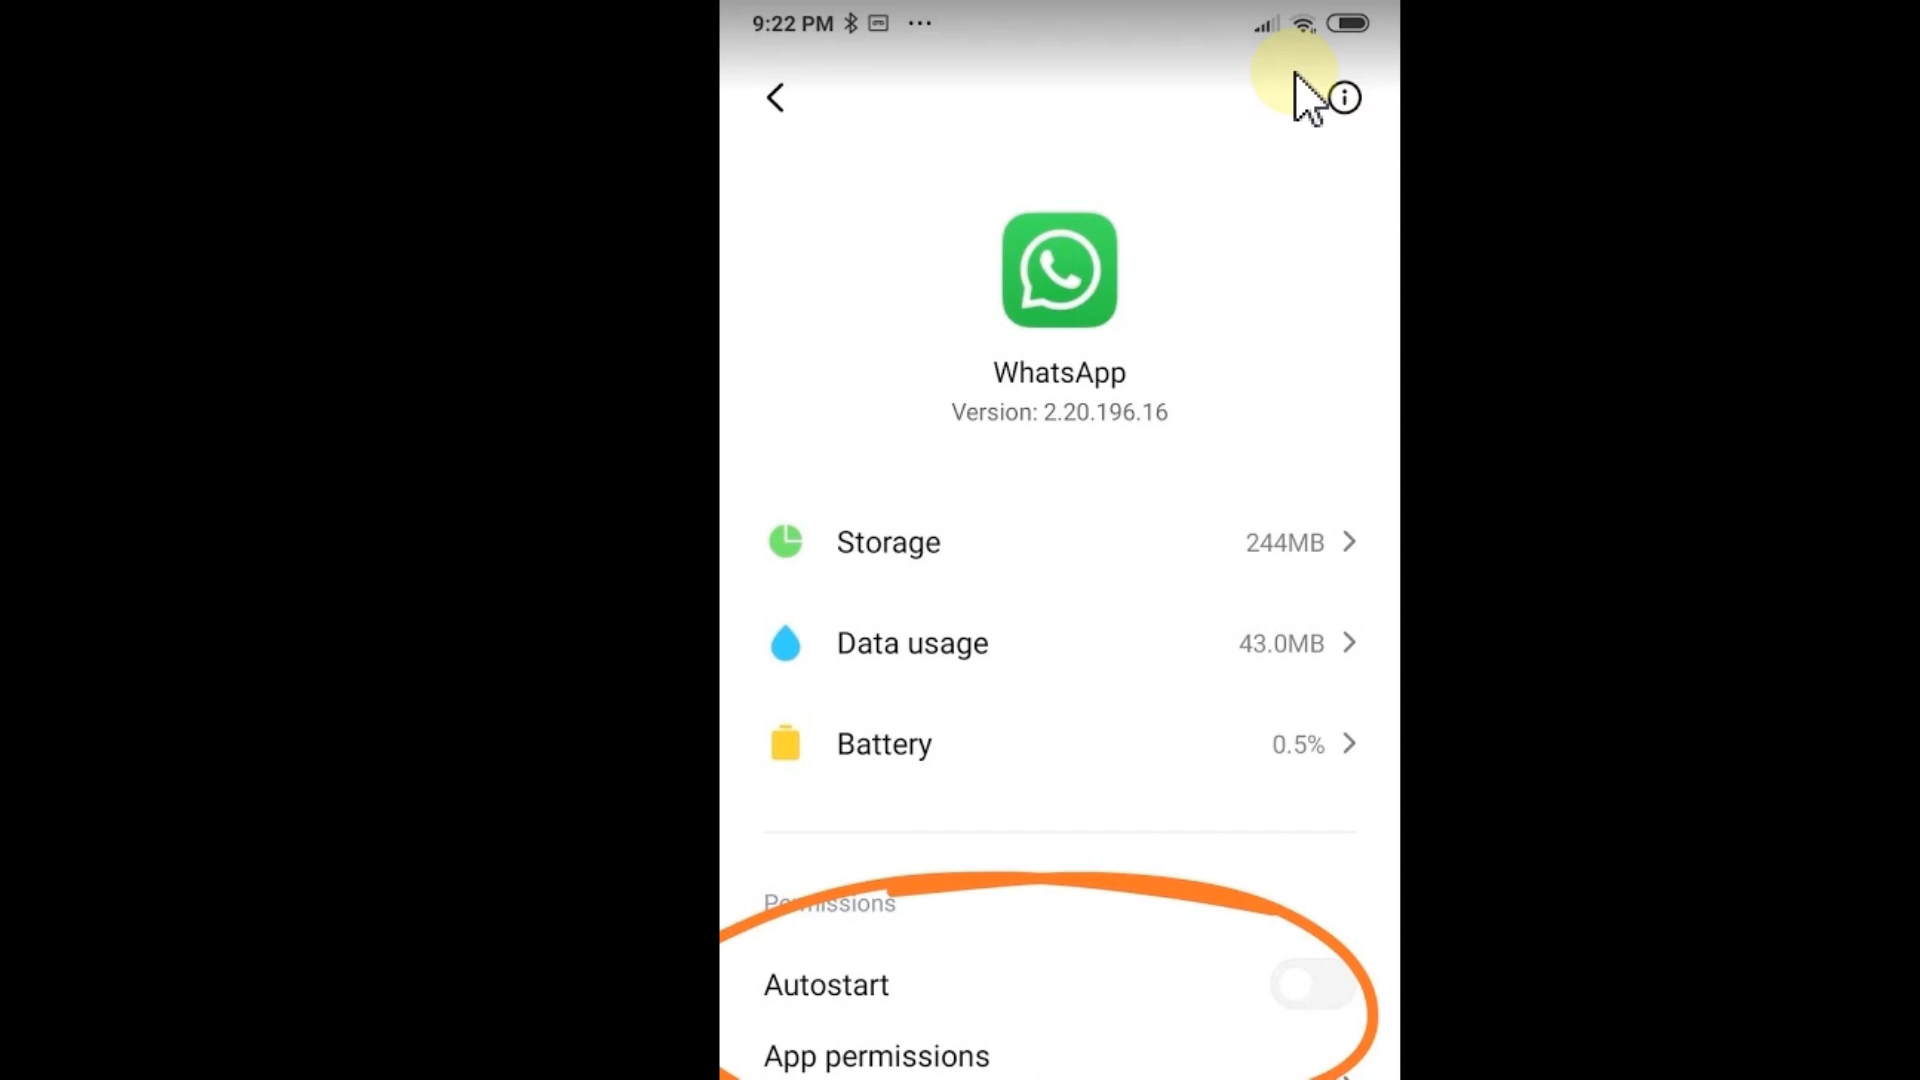 9:22 PM
WhatsApp
Version: 2.20.196.16
Storage 244MB
Data usage 43.0MB
Battery 0.5%
Permissions
Autostart
App permissions